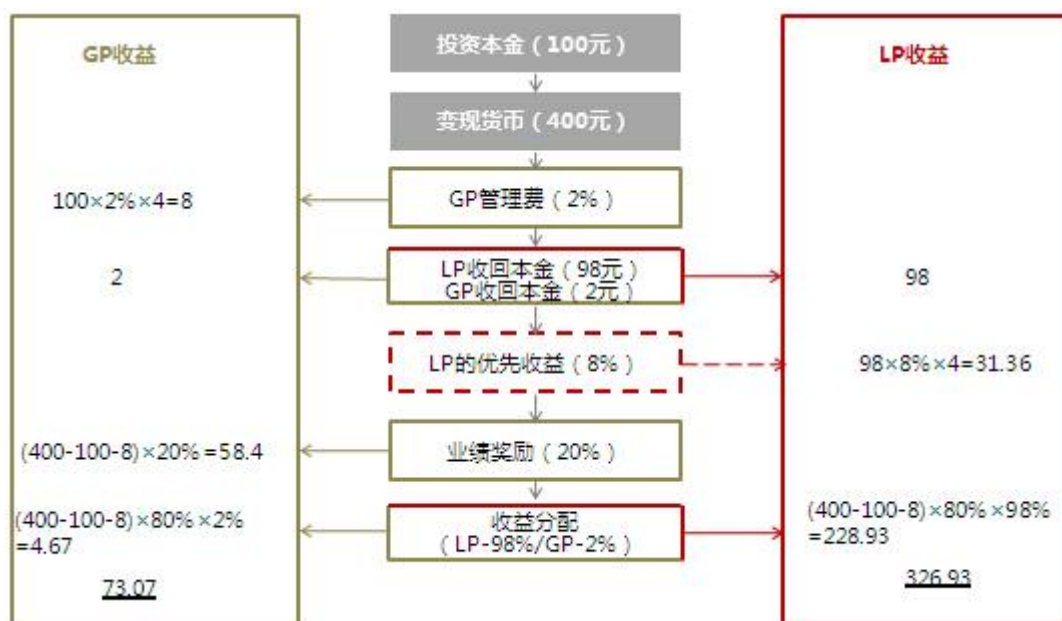 GP收益
投资本金（100元）
LP收益
变现货币（400元）
100×2%×4=8
GP管理费（2%）
2
LP收回本金（98元）
GP收回本金（2元）
98
LP的优先收益（8%）
98×8%×4=31.36
(400-100-8)×20%=58.4
业绩奖励（20%）
(400-100-8)×80%×2%
=4.67
收益分配
（LP-98%/GP-2%）
(400-100-8)×80%×98%
=228.93
73.07
326.93